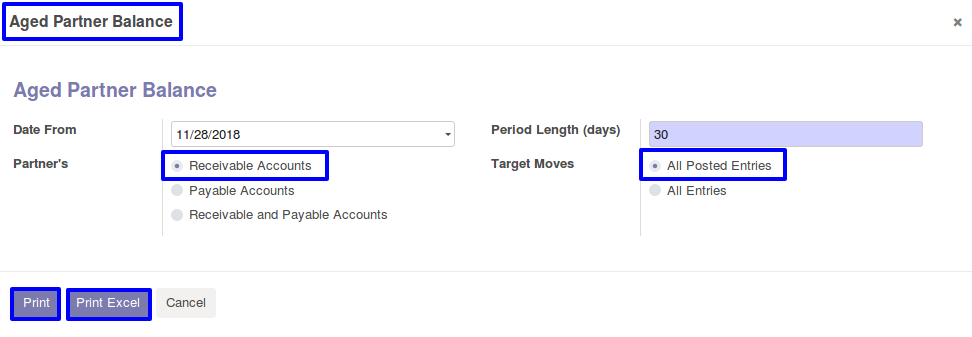 Aged Partner Balance
×
Aged Partner Balance
Date From 11/28/2018 Period Length (days) 30
Partner's Receivable Accounts Target Moves All Posted Entries
Payable Accounts All Entries
Receivable and Payable Accounts
Print Print Excel Cancel